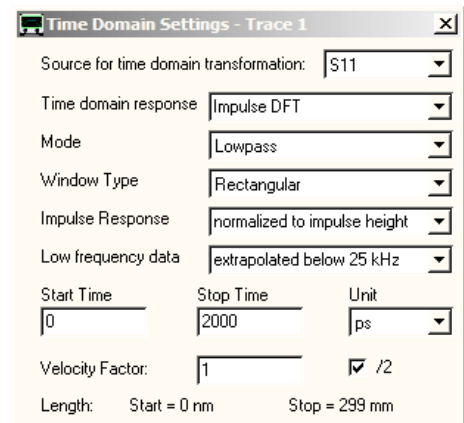 Time Domain Settings - Trace 1
Source for time domain transformation: S11
Time domain response Impulse DFT
Mode Lowpass
Window Type Rectangular
Impulse Response normalized to impulse height
Low frequency data extrapolated below 25 kHz
Start Time Stop Time Unit
0 2000 ps
Velocity Factor: 1 /2
Length: Start = 0 nm Stop = 299 mm